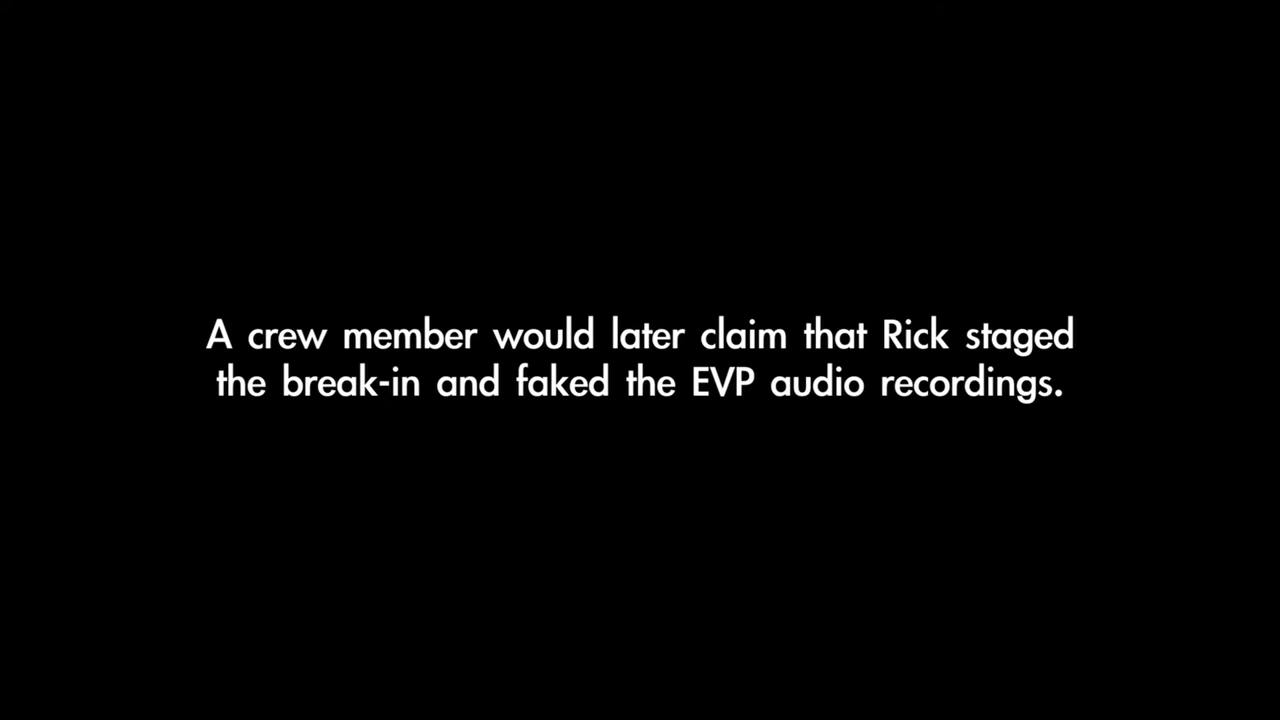 A crew member would later claim that Rick staged
the break-in and faked the EVP audio recordings.